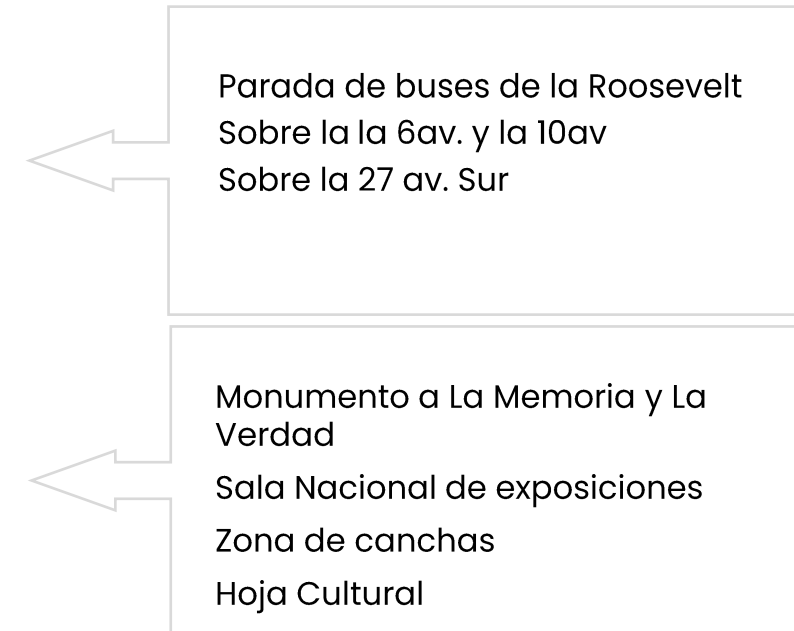 Parada de buses de la Roosevelt
Sobre la la 6av. y la 10av
Sobre la 27 av. Sur
Monumento a La Memoria y La
Verdad
Sala Nacional de exposiciones
Zona de canchas
Hoja Cultural